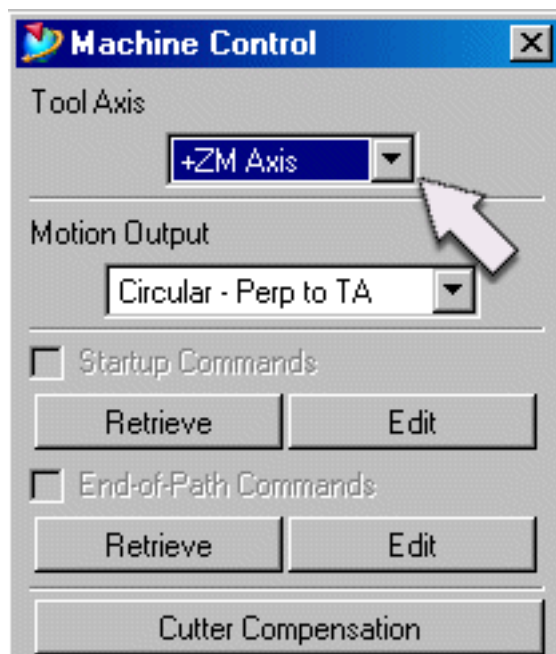 Machine Control
Tool Axis
+ZM Axis
Motion Output
Circular - Perp to TA
Startup Commands
Retrieve Edit
End-of-Path Commands
Retrieve Edit
Cutter Compensation